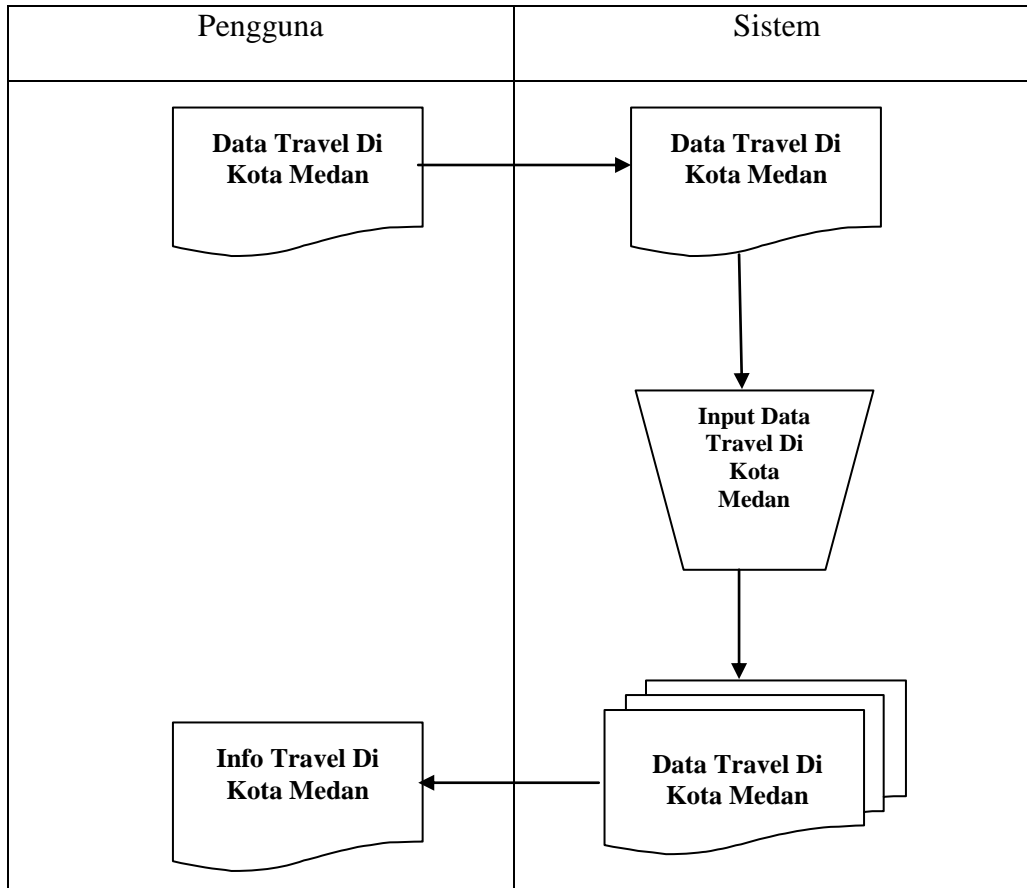 Pengguna
Sistem
Data Travel Di
Kota Medan
Data Travel Di
Kota Medan
Input Data
Travel Di
Kota
Medan
Data Travel Di
Kota Medan
Info Travel Di
Kota Medan